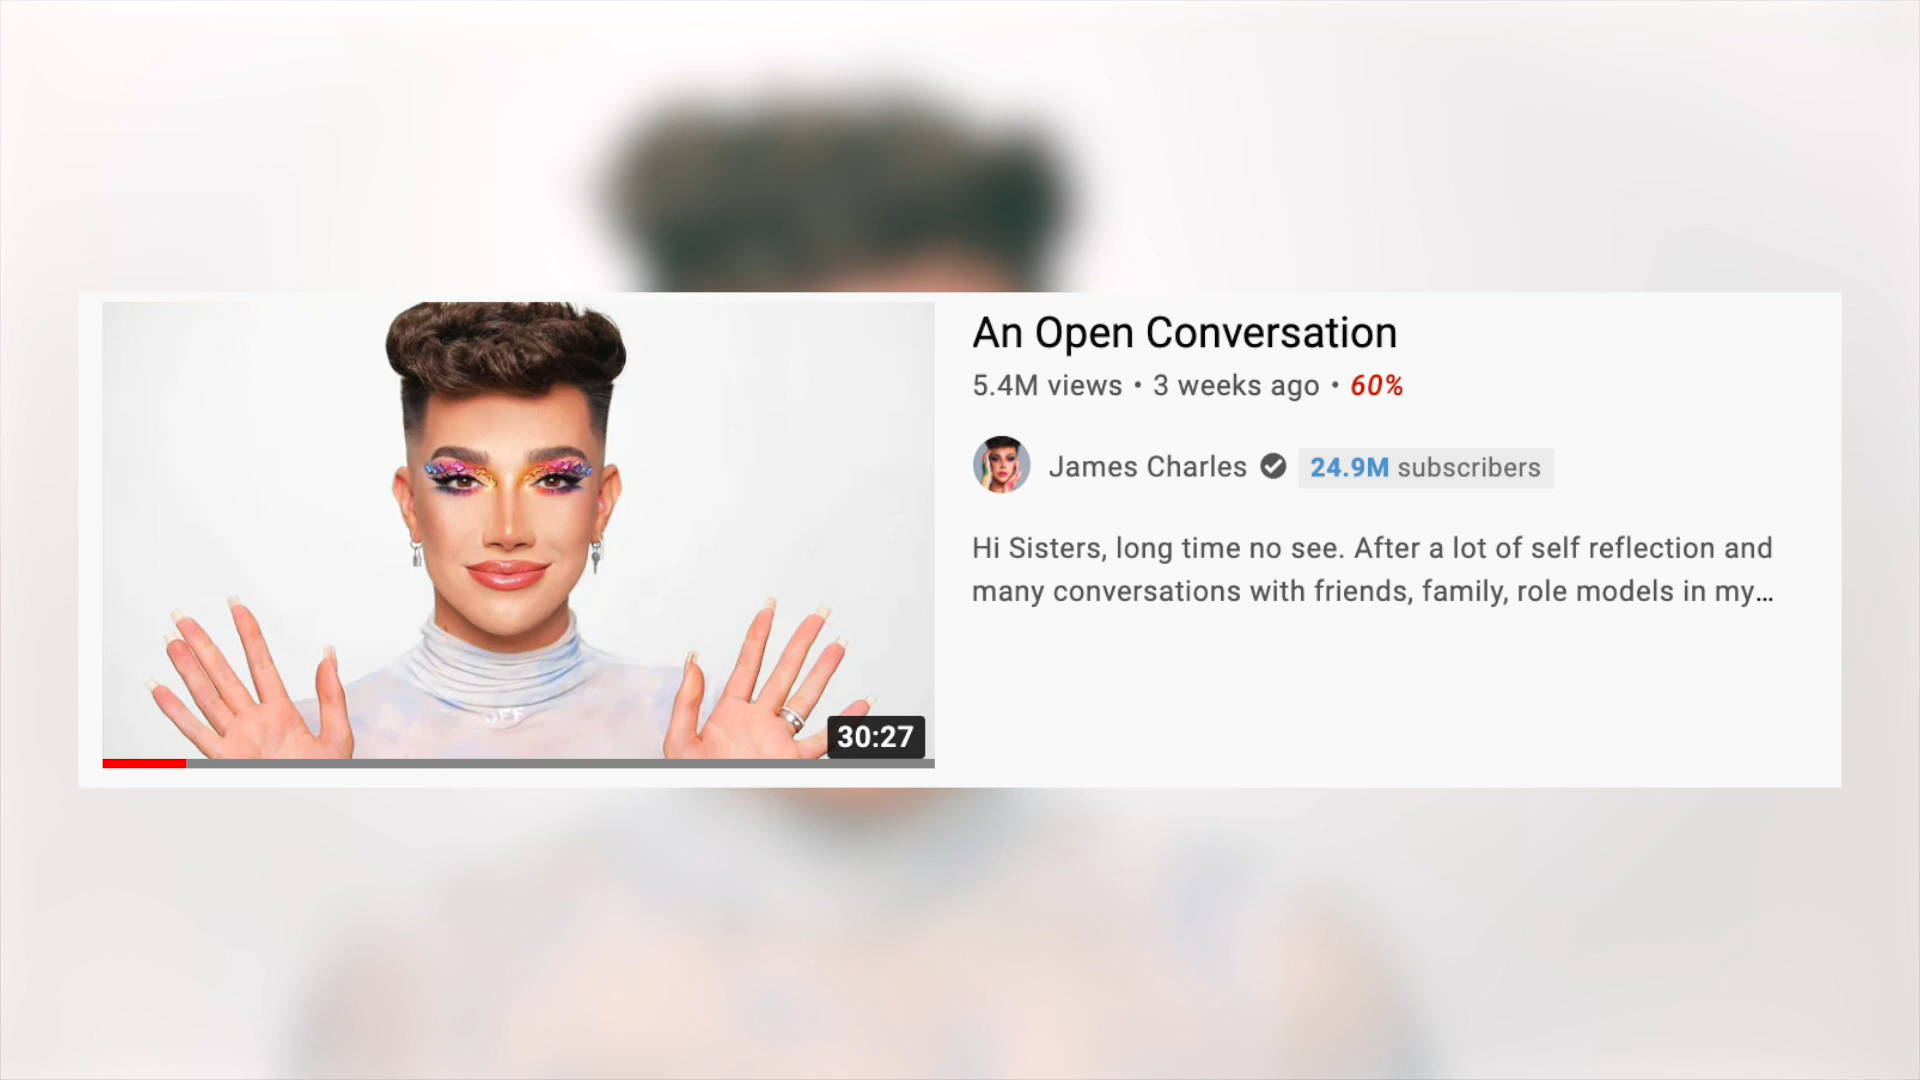 An Open Conversation
5.4M views • 3 weeks ago • 60%
James Charles 24.9M subscribers
Hi Sisters, long time no see. After a lot of self reflection and
many conversations with friends, family, role models in my...
OFF
30:27